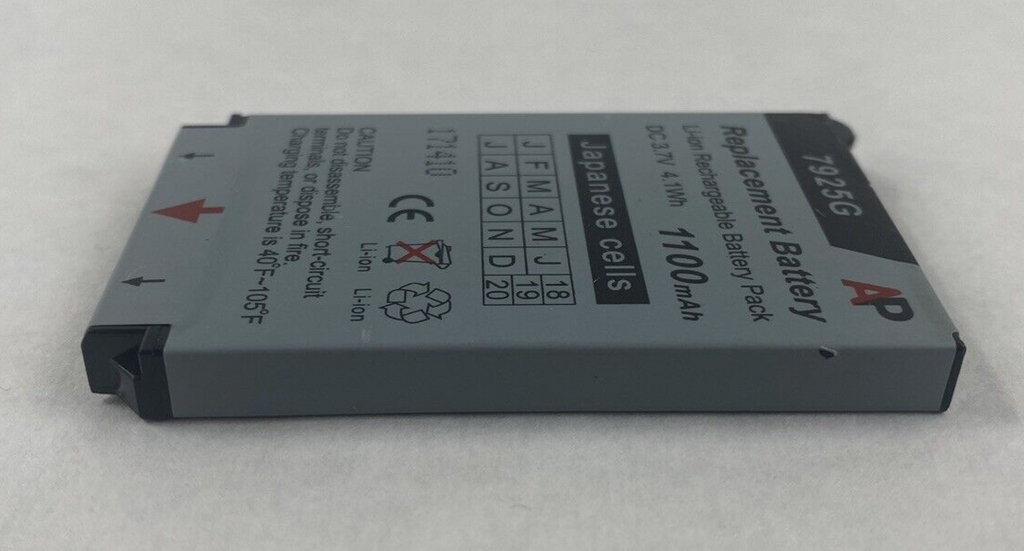 7925G
AP
Replacement Battery
Li-ion Rechargeable Battery Pack
DC 3.7V 4.1Wh 1100mAh
Japanese cells
J F M A M J 18
19
J A S O N D 20
171410
CE
Li-ion Li-ion
CAUTION
Do not disassemble, short-circuit
terminals, or dispose in fire.
Charging temperature is 40°F~105°F